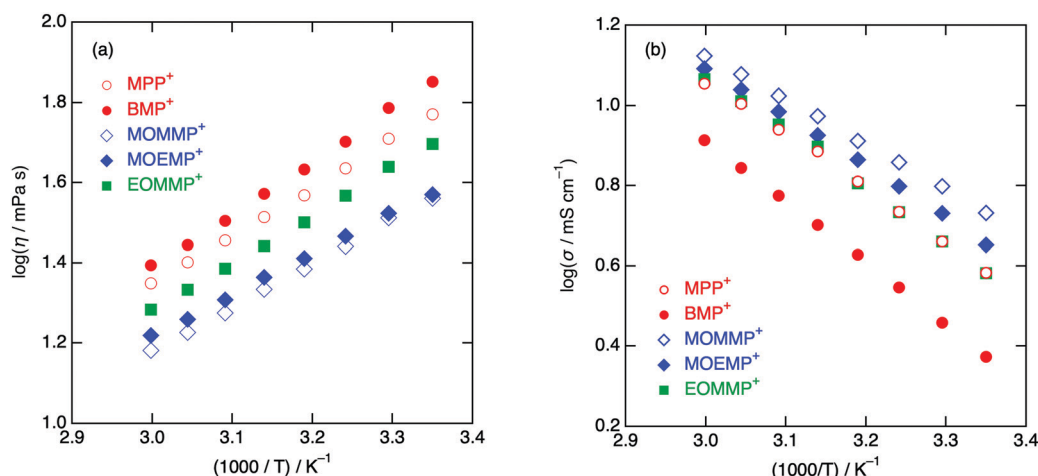 2.0
(a)
MPP+
BMP+
MOMMP+
MOEMP+
EOMMP+
1.8
1.6
1.4
1.2
1.0
log(η / mPa s)
2.9
3.0
3.1
3.2
3.3
3.4
(1000 / T) / K−1
1.2
(b)
1.0
0.8
0.6
0.4
0.2
log(σ / mS cm−1)
MPP+
BMP+
MOMMP+
MOEMP+
EOMMP+
2.9
3.0
3.1
3.2
3.3
3.4
(1000/T) / K−1